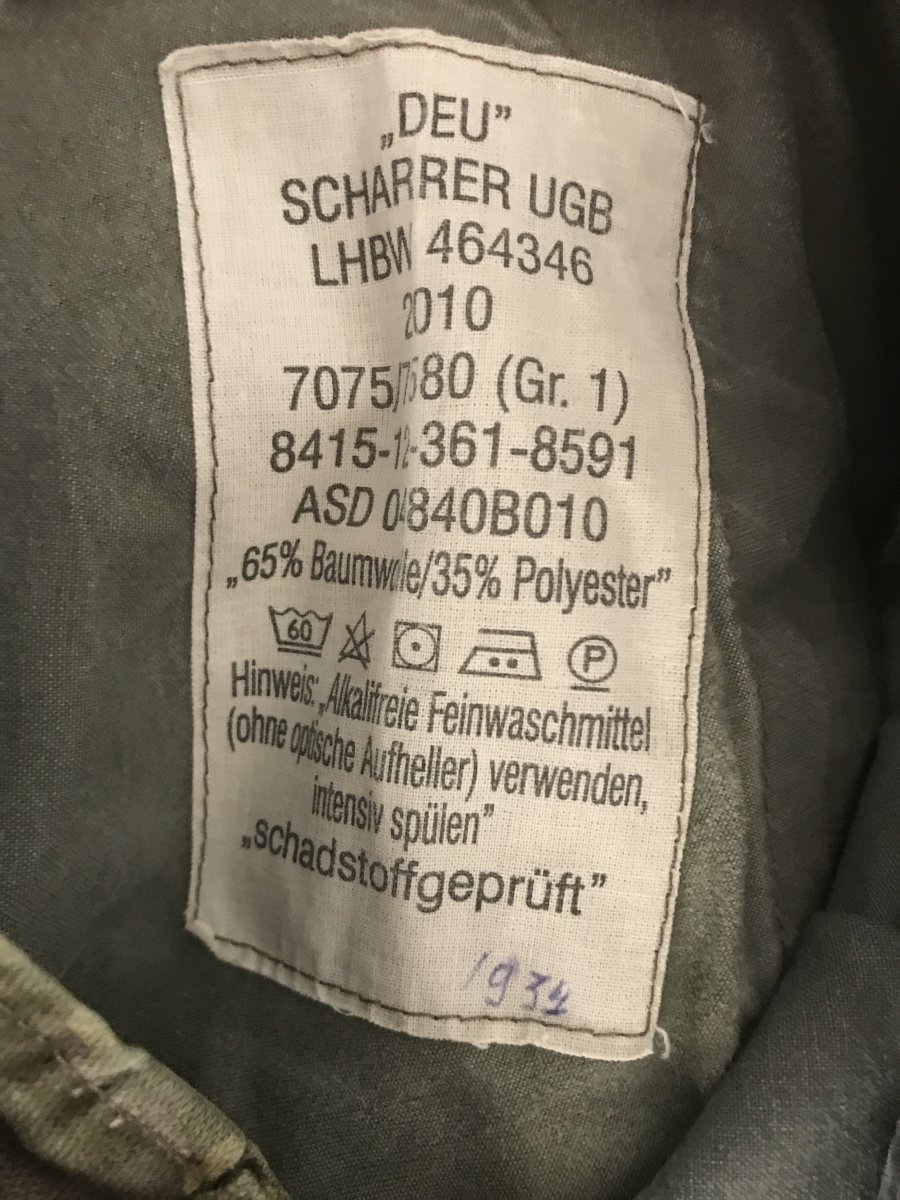 „DEU”
SCHARRER UGB
LHBW 464346
2010
7075/7580 (Gr. 1)
8415-12-361-8591
ASD 04840B010
„65% Baumwolle/35% Polyester”
60 P
Hinweis: „Alkalifreie Feinwaschmittel
(ohne optische Aufheller) verwenden,
intensiv spülen”
„schadstoffgeprüft”